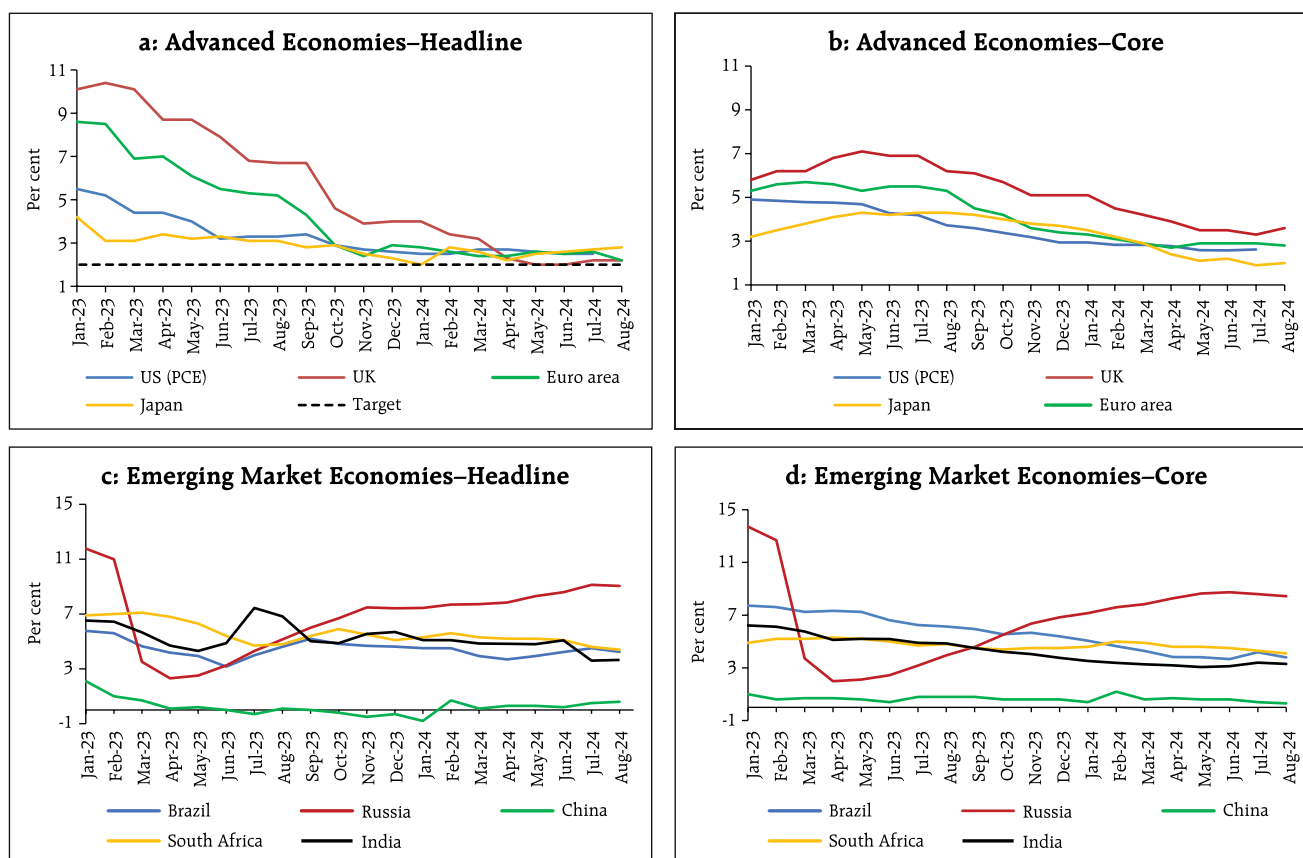 a: Advanced Economies–Headline
Per cent
11
9
7
5
3
1
Jan-23
Feb-23
Mar-23
Apr-23
May-23
Jun-23
Jul-23
Aug-23
Sep-23
Oct-23
Nov-23
Dec-23
Jan-24
Feb-24
Mar-24
Apr-24
May-24
Jun-24
Jul-24
Aug-24
US (PCE) UK Euro area
Japan Target
b: Advanced Economies–Core
Per cent
11
9
7
5
3
1
Jan-23
Feb-23
Mar-23
Apr-23
May-23
Jun-23
Jul-23
Aug-23
Sep-23
Oct-23
Nov-23
Dec-23
Jan-24
Feb-24
Mar-24
Apr-24
May-24
Jun-24
Jul-24
Aug-24
US (PCE) UK
Japan Euro area
c: Emerging Market Economies–Headline
Per cent
15
11
7
3
-1
Jan-23
Feb-23
Mar-23
Apr-23
May-23
Jun-23
Jul-23
Aug-23
Sep-23
Oct-23
Nov-23
Dec-23
Jan-24
Feb-24
Mar-24
Apr-24
May-24
Jun-24
Jul-24
Aug-24
Brazil Russia China
South Africa India
d: Emerging Market Economies–Core
Per cent
15
11
7
3
-1
Jan-23
Feb-23
Mar-23
Apr-23
May-23
Jun-23
Jul-23
Aug-23
Sep-23
Oct-23
Nov-23
Dec-23
Jan-24
Feb-24
Mar-24
Apr-24
May-24
Jun-24
Jul-24
Aug-24
Brazil Russia China
South Africa India